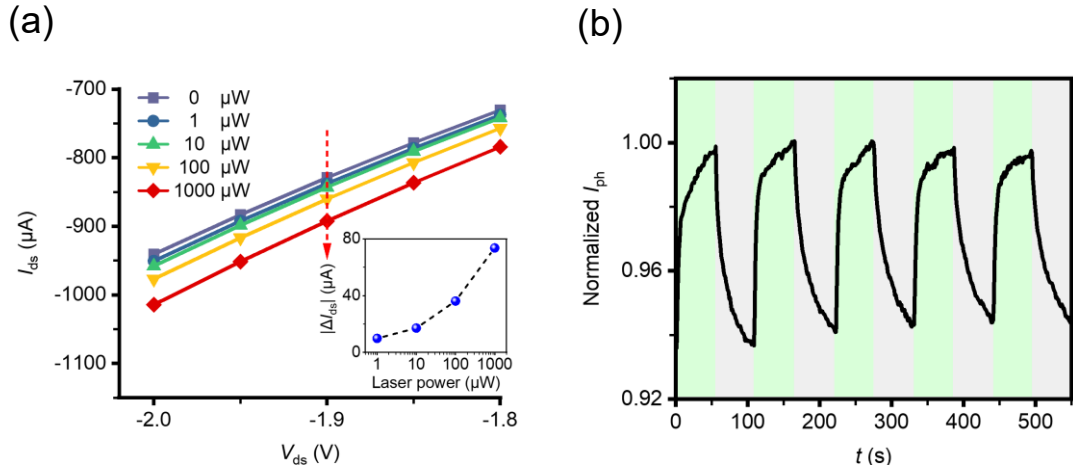 (a)
-700
-800
-900
-1000
-1100
I_ds (µA)
0 µW
1 µW
10 µW
100 µW
1000 µW
80
40
0
|ΔI_ds| (µA)
1 10 100 1000
Laser power (µW)
-2.0 -1.9 -1.8
V_ds (V)
(b)
1.00
0.96
0.92
Normalized I_ph
0 100 200 300 400 500
t (s)